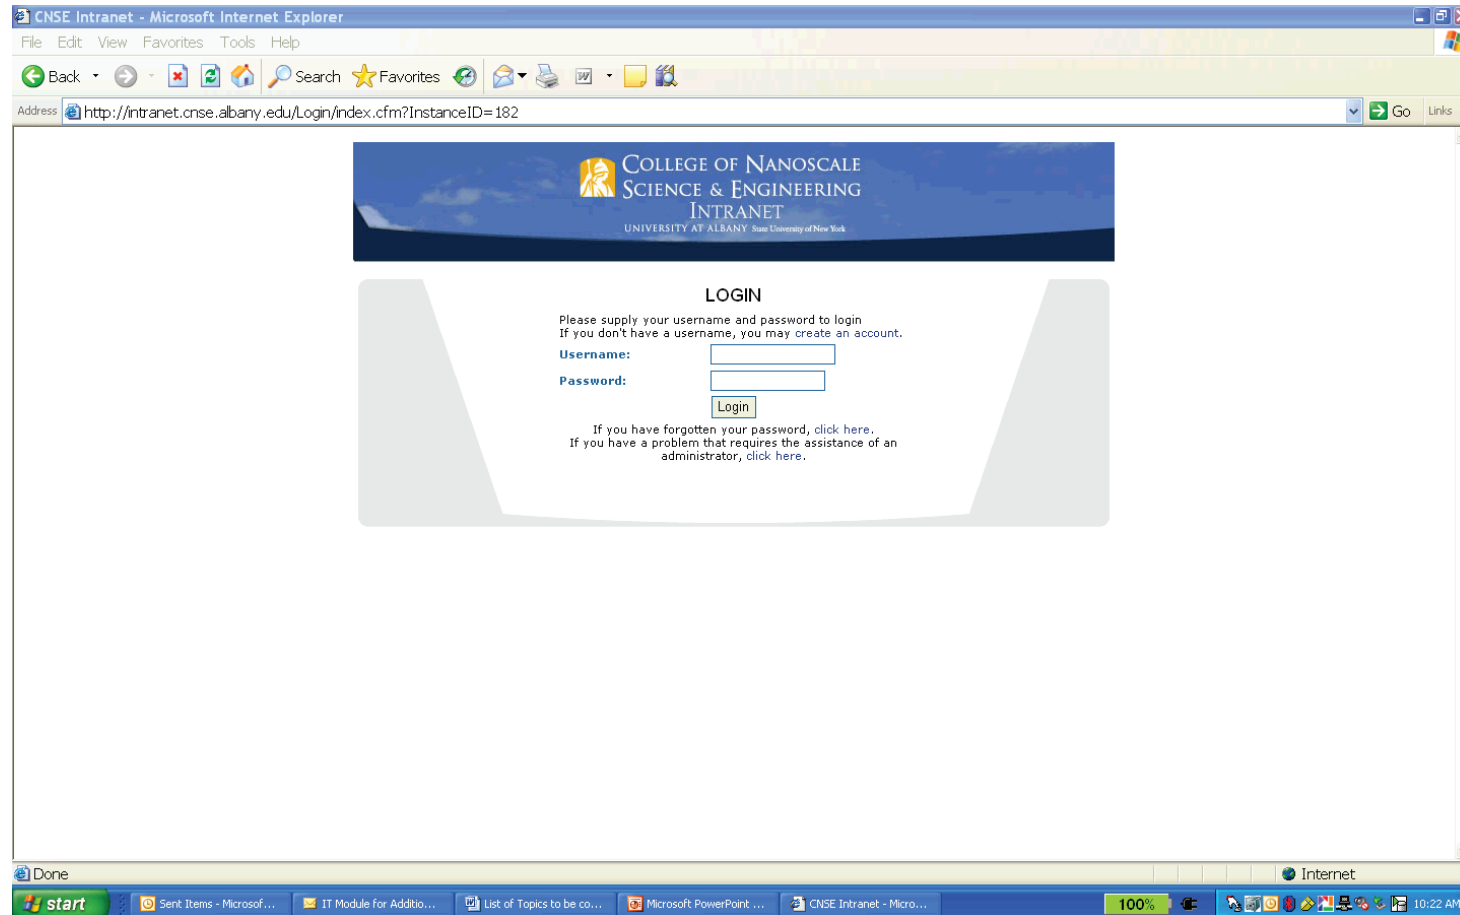 CNSE Intranet - Microsoft Internet Explorer
File Edit View Favorites Tools Help
Back Search Favorites
Address http://intranet.cnse.albany.edu/Login/index.cfm?InstanceID=182 Go Links
COLLEGE OF NANOSCALE
SCIENCE & ENGINEERING
INTRANET
UNIVERSITY AT ALBANY State University of New York
LOGIN
Please supply your username and password to login
If you don't have a username, you may create an account.
Username:
Password:
Login
If you have forgotten your password, click here.
If you have a problem that requires the assistance of an
administrator, click here.
Done Internet
start Sent Items - Microsof... IT Module for Additio... List of Topics to be co... Microsoft PowerPoint ... CNSE Intranet - Micro... 100% 10:22 AM